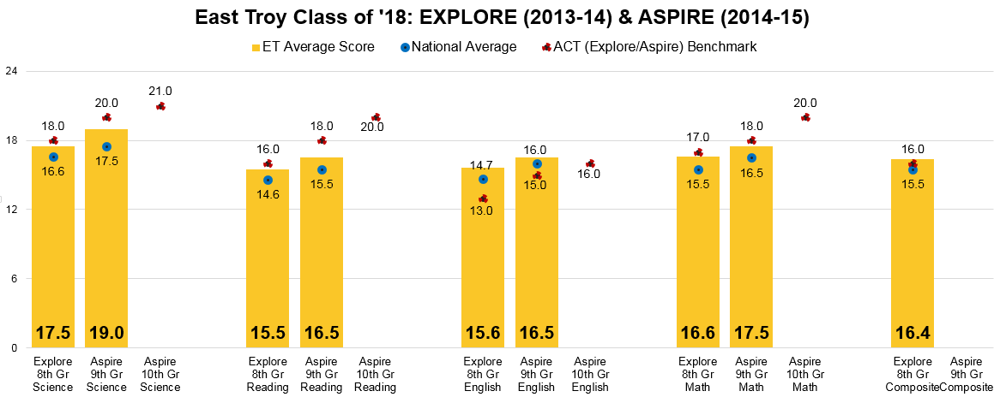 East Troy Class of '18: EXPLORE (2013-14) & ASPIRE (2014-15)
ET Average Score National Average ACT (Explore/Aspire) Benchmark
24
21.0
20.0 20.0
18.0 16.0 18.0 20.0 14.7 16.0 17.0 18.0 16.0
18
16.6 17.5 14.6 15.5 13.0 15.0 16.0 15.5 16.5 15.5
12
6
17.5 19.0 15.5 16.5 15.6 16.5 16.6 17.5 16.4
0
Explore Aspire Aspire Explore Aspire Aspire Explore Aspire Aspire Explore Aspire Aspire Explore Aspire
8th Gr 9th Gr 10th Gr 8th Gr 9th Gr 10th Gr 8th Gr 9th Gr 10th Gr 8th Gr 9th Gr 10th Gr 8th Gr 9th Gr
Science Science Science Reading Reading Reading English English English Math Math Math Composite Composite